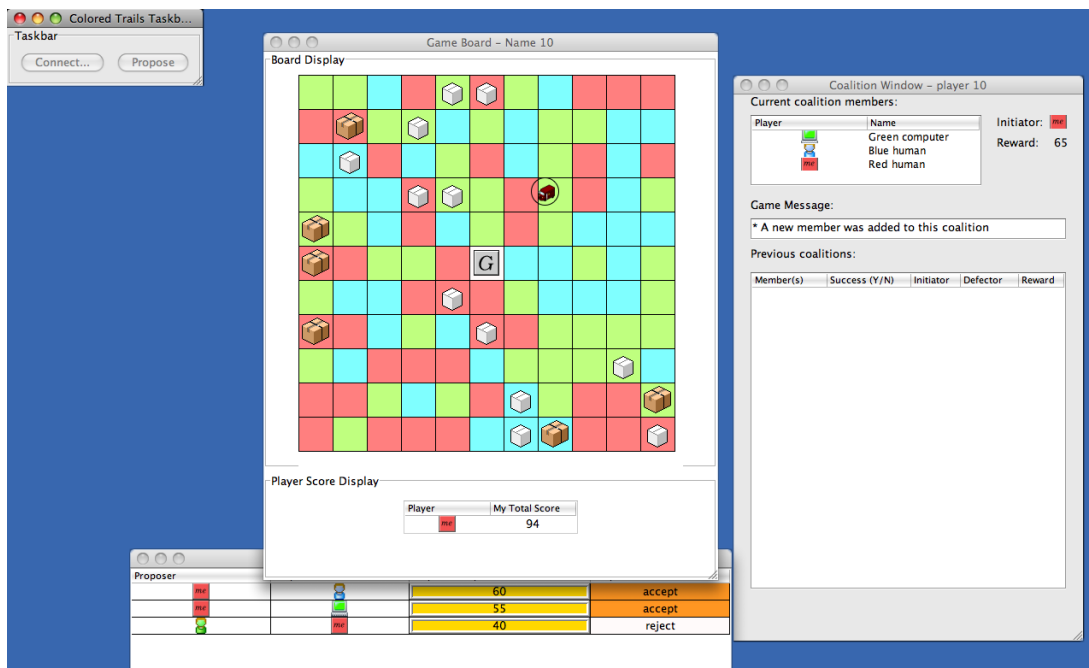 Colored Trails Taskb...
Taskbar
Connect...
Propose
Game Board – Name 10
Board Display
G
Player Score Display
Player My Total Score
me 94
Coalition Window – player 10
Current coalition members:
Player Name
Green computer
Blue human
me Red human
Initiator: me
Reward: 65
Game Message:
* A new member was added to this coalition
Previous coalitions:
Member(s) Success (Y/N) Initiator Defector Reward
Proposer
me 60 accept
me 55 accept
me 40 reject